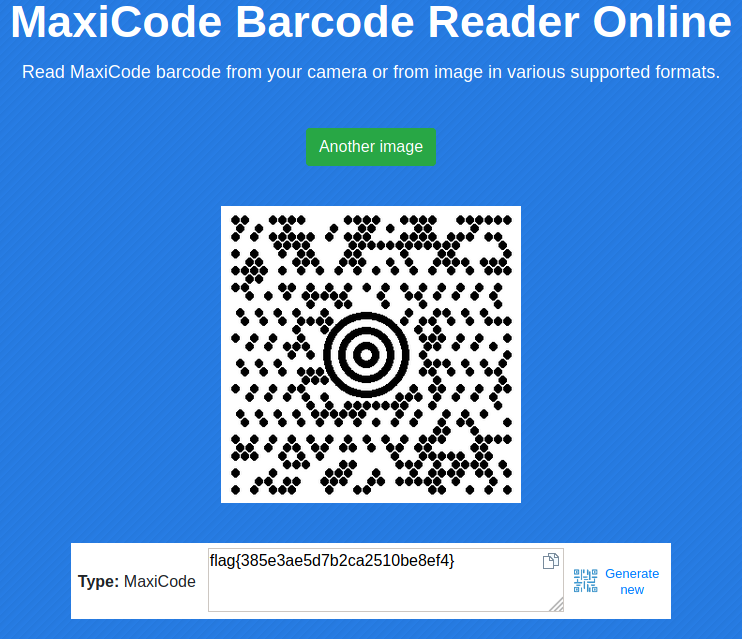 MaxiCode Barcode Reader Online
Read MaxiCode barcode from your camera or from image in various supported formats.
Another image
Type: MaxiCode
flag{385e3ae5d7b2ca2510be8ef4}
Generate
new